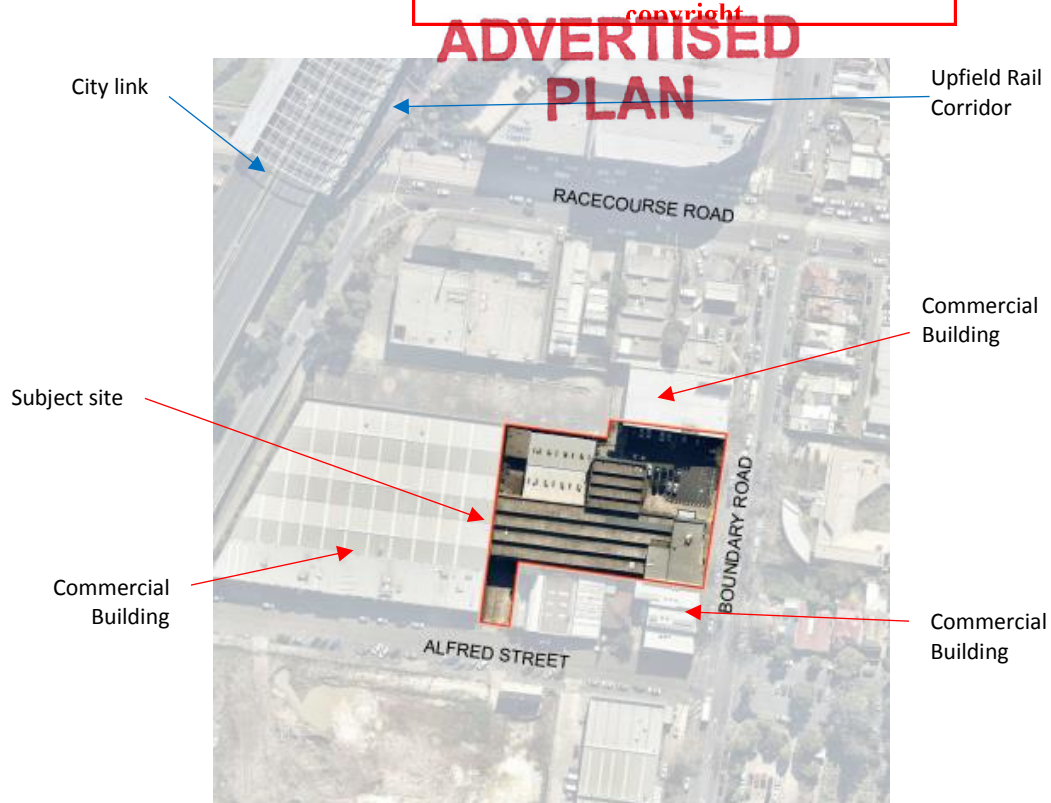 copyright
ADVERTISED
PLAN
City link
Upfield Rail
Corridor
RACECOURSE ROAD
Commercial
Building
Subject site
BOUNDARY ROAD
Commercial
Building
Commercial
Building
ALFRED STREET